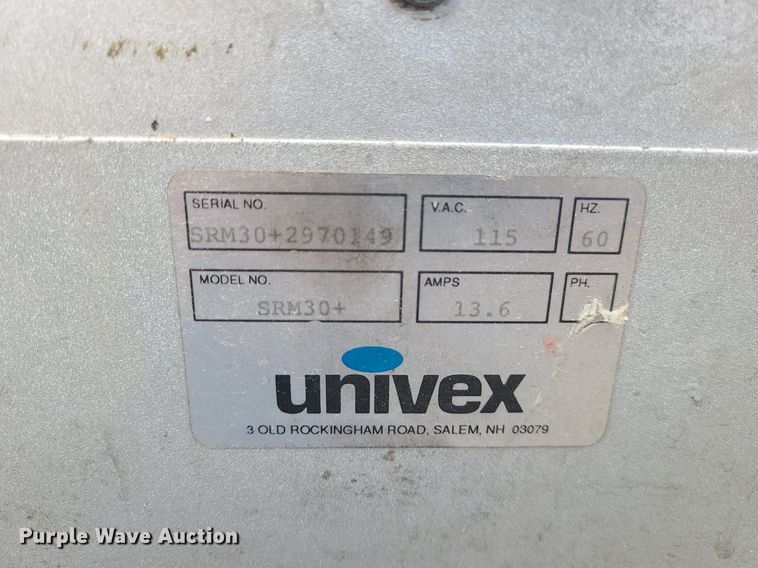 SERIAL NO. V.A.C. HZ.
SRM30+2970149 115 60
MODEL NO. AMPS PH.
SRM30+ 13.6
univex
3 OLD ROCKINGHAM ROAD, SALEM, NH 03079
Purple Wave Auction